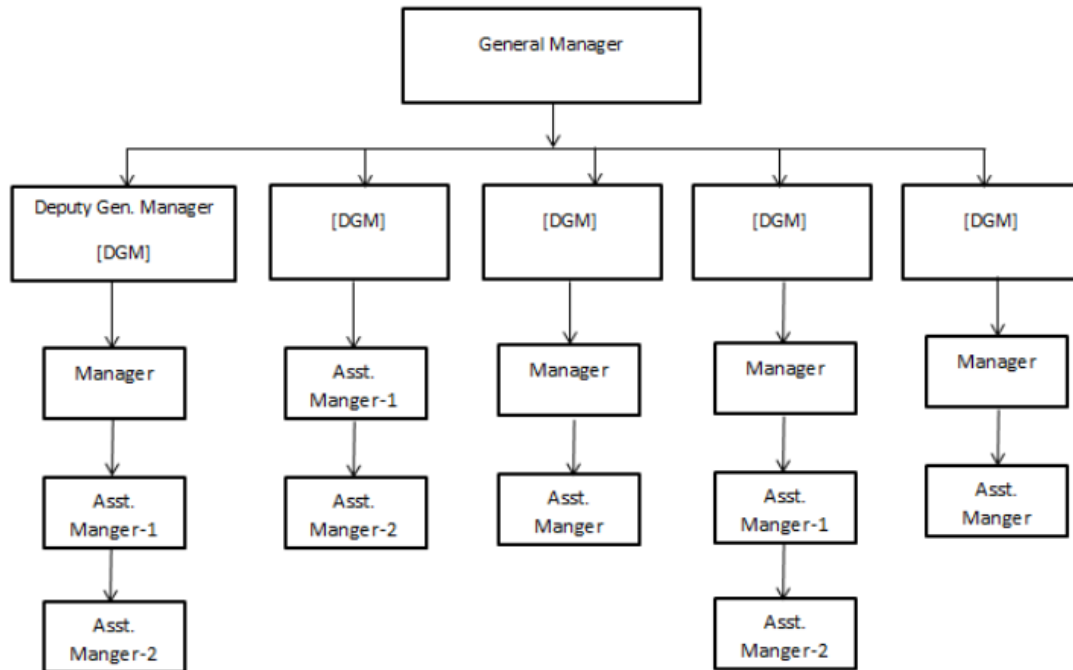 General Manager
Deputy Gen. Manager
[DGM]
[DGM]
[DGM]
[DGM]
[DGM]
Manager
Asst.
Manger-1
Manager
Manager
Manager
Asst.
Manger-1
Asst.
Manger-2
Asst.
Manger
Asst.
Manger-1
Asst.
Manger
Asst.
Manger-2
Asst.
Manger-2